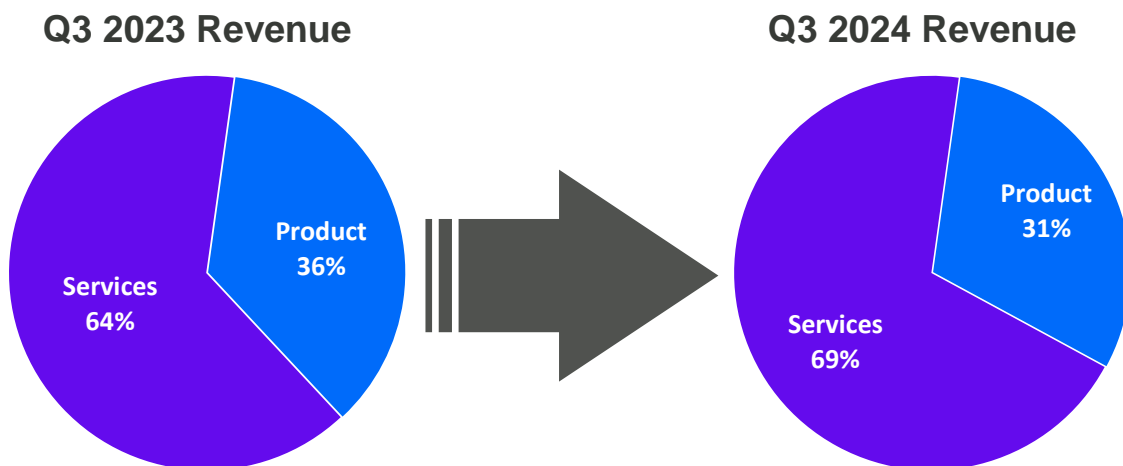 Q3 2023 Revenue
Product
36%
Services
64%
Q3 2024 Revenue
Product
31%
Services
69%